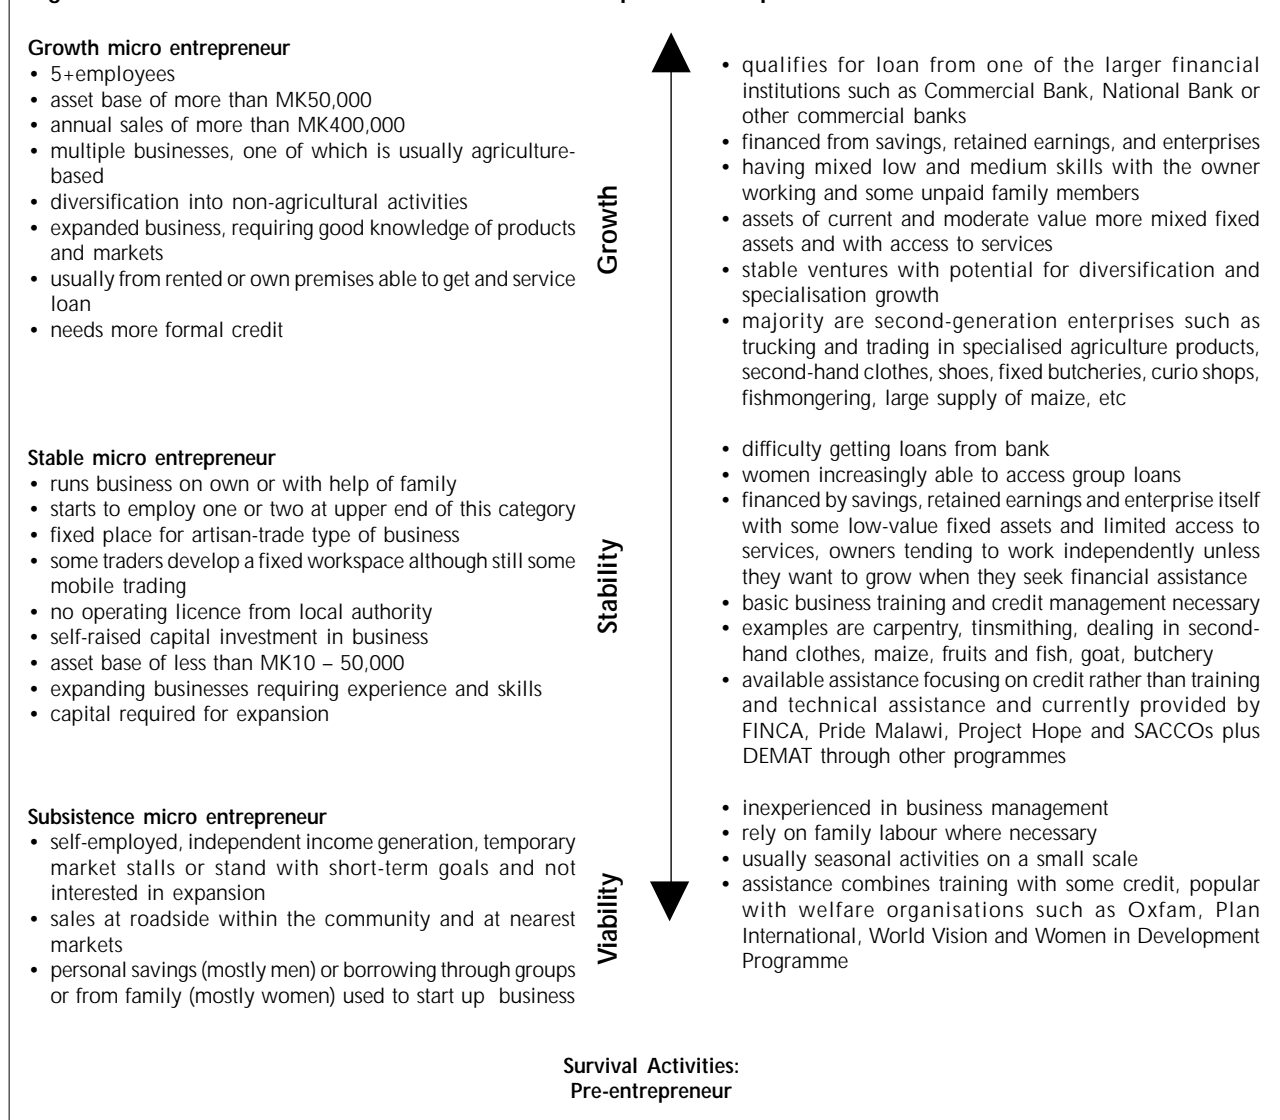 Growth micro entrepreneur
• 5+employees
• asset base of more than MK50,000
• annual sales of more than MK400,000
• multiple businesses, one of which is usually agriculture-
based
• diversification into non-agricultural activities
• expanded business, requiring good knowledge of products
and markets
• usually from rented or own premises able to get and service
loan
• needs more formal credit
Growth
• qualifies for loan from one of the larger financial
institutions such as Commercial Bank, National Bank or
other commercial banks
• financed from savings, retained earnings, and enterprises
• having mixed low and medium skills with the owner
working and some unpaid family members
• assets of current and moderate value more mixed fixed
assets and with access to services
• stable ventures with potential for diversification and
specialisation growth
• majority are second-generation enterprises such as
trucking and trading in specialised agriculture products,
second-hand clothes, shoes, fixed butcheries, curio shops,
fishmongering, large supply of maize, etc
Stable micro entrepreneur
• runs business on own or with help of family
• starts to employ one or two at upper end of this category
• fixed place for artisan-trade type of business
• some traders develop a fixed workspace although still some
mobile trading
• no operating licence from local authority
• self-raised capital investment in business
• asset base of less than MK10 – 50,000
• expanding businesses requiring experience and skills
• capital required for expansion
Stability
• difficulty getting loans from bank
• women increasingly able to access group loans
• financed by savings, retained earnings and enterprise itself
with some low-value fixed assets and limited access to
services, owners tending to work independently unless
they want to grow when they seek financial assistance
• basic business training and credit management necessary
• examples are carpentry, tinsmithing, dealing in second-
hand clothes, maize, fruits and fish, goat, butchery
• available assistance focusing on credit rather than training
and technical assistance and currently provided by
FINCA, Pride Malawi, Project Hope and SACCOs plus
DEMAT through other programmes
Subsistence micro entrepreneur
• self-employed, independent income generation, temporary
market stalls or stand with short-term goals and not
interested in expansion
• sales at roadside within the community and at nearest
markets
• personal savings (mostly men) or borrowing through groups
or from family (mostly women) used to start up business
Viability
• inexperienced in business management
• rely on family labour where necessary
• usually seasonal activities on a small scale
• assistance combines training with some credit, popular
with welfare organisations such as Oxfam, Plan
International, World Vision and Women in Development
Programme
Survival Activities:
Pre-entrepreneur